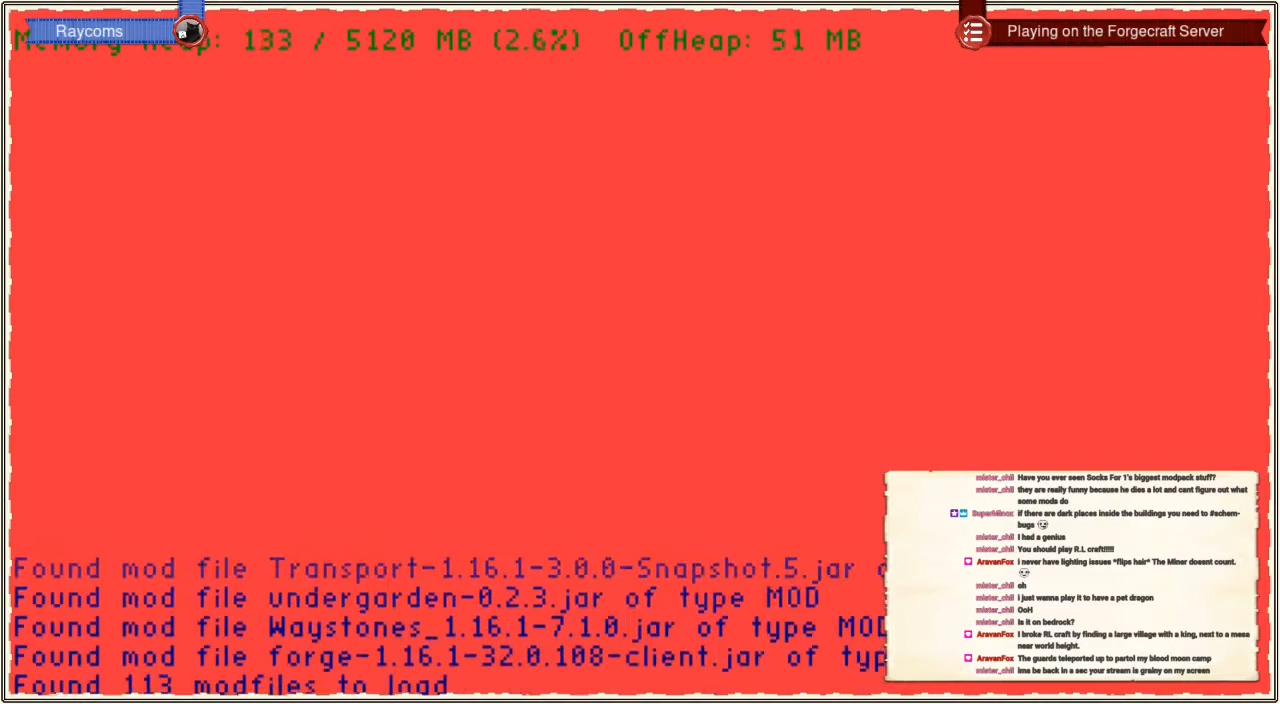 Raycoms
Playing on the Forgecraft Server
Memory Heap: 133 / 5120 MB (2.6%) OffHeap: 51 MB
Found mod file Transport-1.16.1-3.0.0-Snapshot.5.jar
Found mod file undergarden-0.2.3.jar of type MOD
Found mod file Waystones_1.16.1-7.1.0.jar of type MOD
Found mod file forge-1.16.1-32.0.108-client.jar of typ
Found 113 modfiles to load
mister_chil Have you ever seen Socks For 1's biggest modpack stuff?
mister_chil they are really funny because he dies a lot and cant figure out what
some mods do
SuperMinox if there are dark places inside the buildings you need to #schem-
bugs
mister_chil I had a genius
mister_chil You should play R.L craft!!!!!
AravanFox i never have lighting issues *flips hair* The Miner doesnt count.
mister_chil oh
mister_chil i just wanna play it to have a pet dragon
mister_chil OoH
mister_chil Is it on bedrock?
AravanFox I broke RL craft by finding a large village with a king, next to a mesa
near world height.
AravanFox The guards teleported up to partol my blood moon camp
mister_chil ima be back in a sec your stream is grainy on my screen